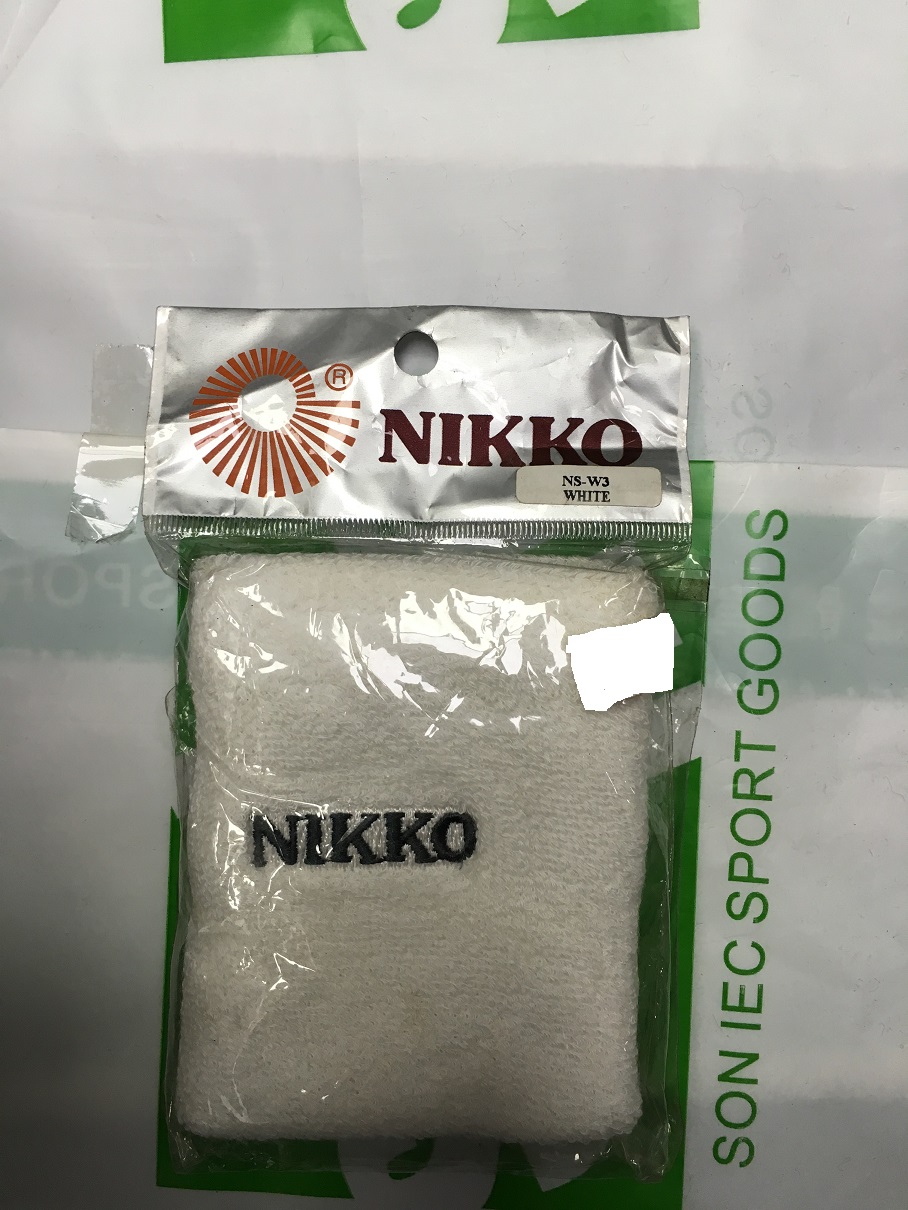 ®
NIKKO
NS-W3
WHITE
NIKKO
SON IEC SPORT GOODS